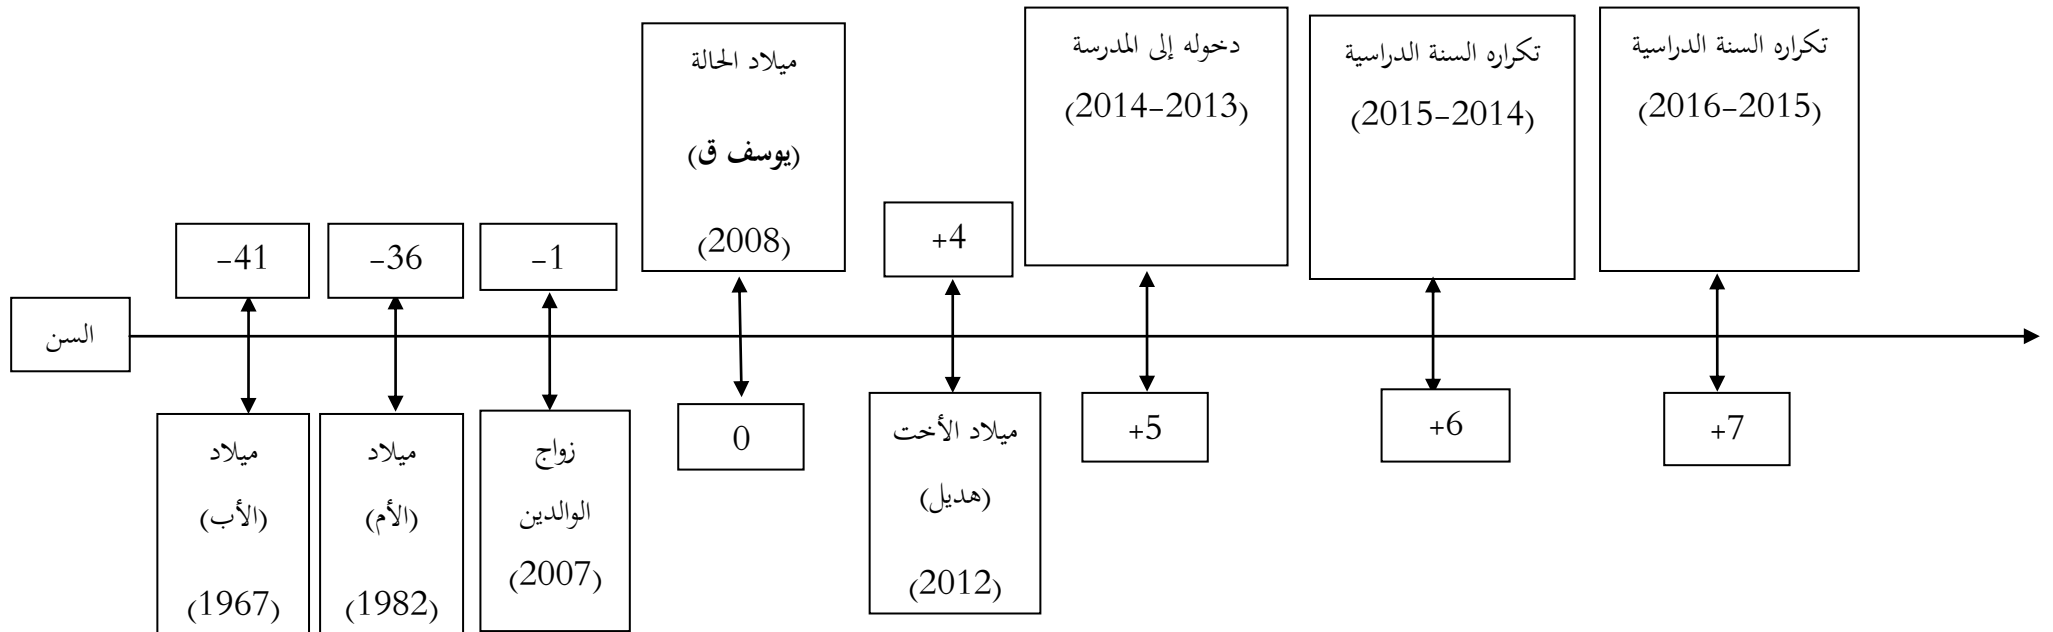 ميلاد الحالة
(يوسف ق)
(2008)
دخوله إلى المدرسة
(2013-2014)
تكراره السنة الدراسية
(2014-2015)
تكراره السنة الدراسية
(2015-2016)
-41
-36
-1
+4
السن
ميلاد
(الأب)
(1967)
ميلاد
(الأم)
(1982)
زواج
الوالدين
(2007)
0
ميلاد الأخت
(هديل)
(2012)
+5
+6
+7